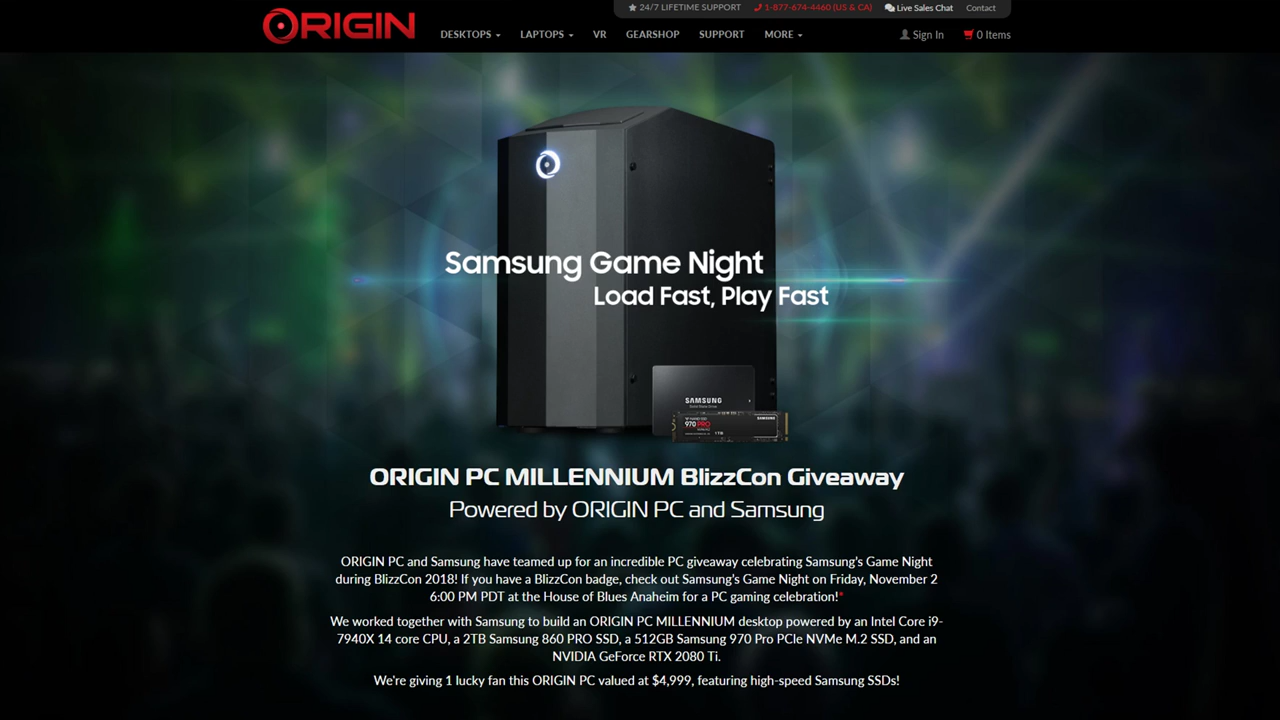 24/7 LIFETIME SUPPORT 1-877-674-4460 (US & CA) Live Sales Chat Contact
ORIGIN
DESKTOPS LAPTOPS VR GEARSHOP SUPPORT MORE Sign In 0 Items
Samsung Game Night
Load Fast, Play Fast
SAMSUNG
Solid State Drive
SAMSUNG
970 PRO
1TB
ORIGIN PC MILLENNIUM BlizzCon Giveaway
Powered by ORIGIN PC and Samsung
ORIGIN PC and Samsung have teamed up for an incredible PC giveaway celebrating Samsung's Game Night
during BlizzCon 2018! If you have a BlizzCon badge, check out Samsung's Game Night on Friday, November 2
6:00 PM PDT at the House of Blues Anaheim for a PC gaming celebration!*
We worked together with Samsung to build an ORIGIN PC MILLENNIUM desktop powered by an Intel Core i9-
7940X 14 core CPU, a 2TB Samsung 860 PRO SSD, a 512GB Samsung 970 Pro PCIe NVMe M.2 SSD, and an
NVIDIA GeForce RTX 2080 Ti.
We're giving 1 lucky fan this ORIGIN PC valued at $4,999, featuring high-speed Samsung SSDs!